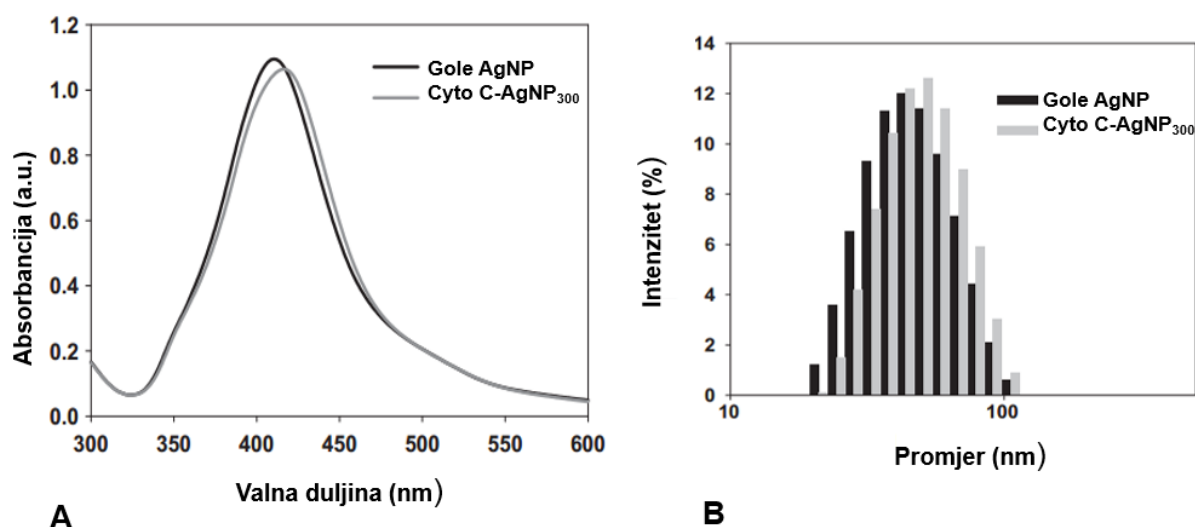 1.2
1.0
0.8
0.6
0.4
0.2
0.0
Absorbancija (a.u.)
Gole AgNP
Cyto C-AgNP₃₀₀
300 350 400 450 500 550 600
Valna duljina (nm)
A
14
12
10
8
6
4
2
0
Intenzitet (%)
Gole AgNP
Cyto C-AgNP₃₀₀
10 100
Promjer (nm)
B